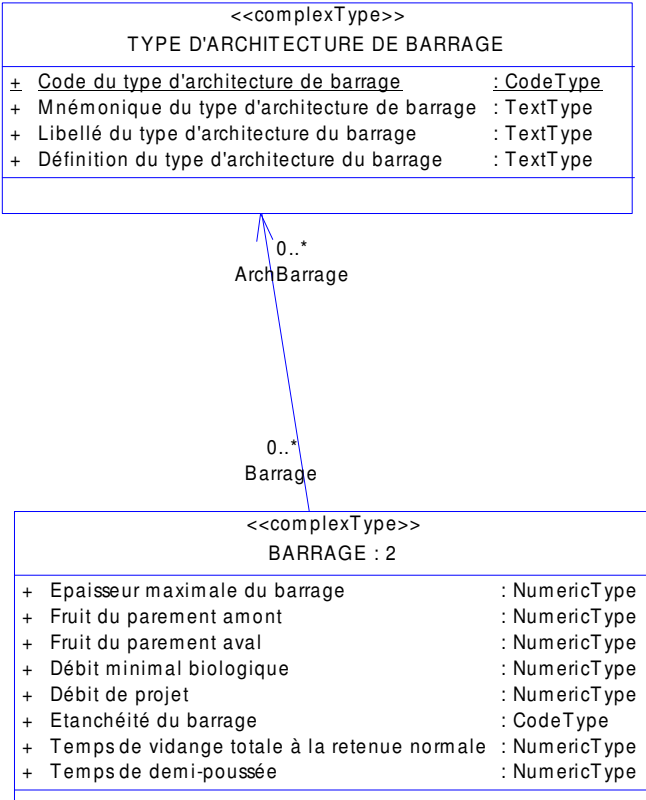 <<complexType>>
TYPE D'ARCHITECTURE DE BARRAGE
+ Code du type d'architecture de barrage : CodeType
+ Mnémonique du type d'architecture de barrage : TextType
+ Libellé du type d'architecture du barrage : TextType
+ Définition du type d'architecture du barrage : TextType
0..*
ArchBarrage
0..*
Barrage
<<complexType>>
BARRAGE : 2
+ Epaisseur maximale du barrage : NumericType
+ Fruit du parement amont : NumericType
+ Fruit du parement aval : NumericType
+ Débit minimal biologique : NumericType
+ Débit de projet : NumericType
+ Etanchéité du barrage : CodeType
+ Temps de vidange totale à la retenue normale : NumericType
+ Temps de demi-poussée : NumericType